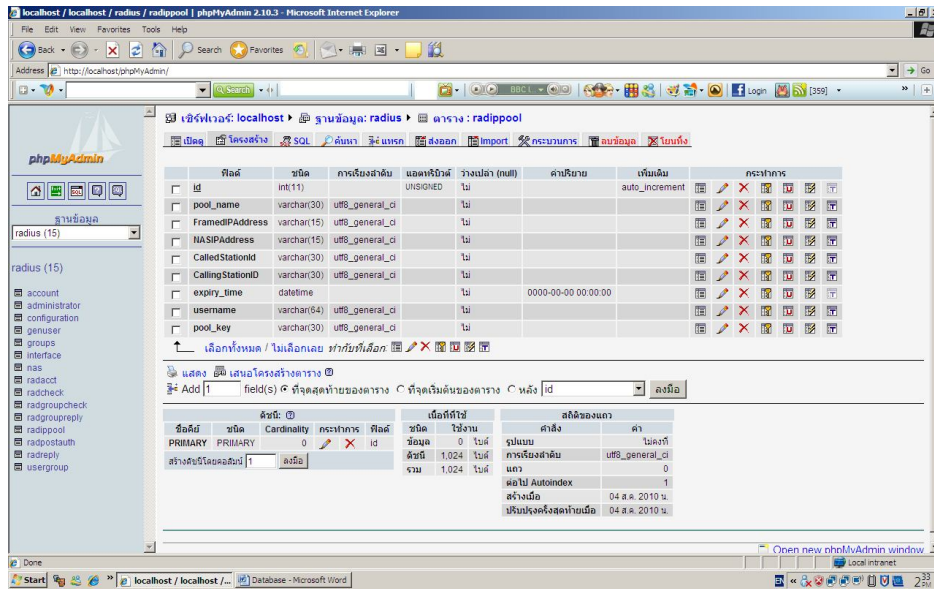 localhost / localhost / radius / radippool | phpMyAdmin 2.10.3 - Microsoft Internet Explorer
File Edit View Favorites Tools Help
Back Search Favorites
Address http://localhost/phpMyAdmin/ Go
Search BBC Login [359]
เซิร์ฟเวอร์: localhost ฐานข้อมูล: radius ตาราง : radippool
เปิดดู โครงสร้าง SQL ค้นหา แทรก ส่งออก Import กระบวนการ ลบข้อมูล โยนทิ้ง
phpMyAdmin
ฐานข้อมูล
radius (15)
radius (15)
account
administrator
configuration
genuser
groups
interface
nas
radacct
radcheck
radgroupcheck
radgroupreply
radippool
radpostauth
radreply
usergroup
ฟิลด์ ชนิด การเรียงลำดับ แอตทริบิวต์ ว่างเปล่า (null) ค่าปริยาย เพิ่มเติม กระทำการ
id int(11) UNSIGNED ไม่ auto_increment
pool_name varchar(30) utf8_general_ci ไม่
FramedIPAddress varchar(15) utf8_general_ci ไม่
NASIPAddress varchar(15) utf8_general_ci ไม่
CalledStationId varchar(30) utf8_general_ci ไม่
CallingStationID varchar(30) utf8_general_ci ไม่
expiry_time datetime ไม่ 0000-00-00 00:00:00
username varchar(64) utf8_general_ci ไม่
pool_key varchar(30) utf8_general_ci ไม่
เลือกทั้งหมด / ไม่เลือกเลย ทำกับที่เลือก:
แสดง เสนอโครงสร้างตาราง
Add 1 field(s) ที่จุดสุดท้ายของตาราง ที่จุดเริ่มต้นของตาราง หลัง id ลงมือ
ดัชนี:
ชื่อคีย์ ชนิด Cardinality กระทำการ ฟิลด์
PRIMARY PRIMARY 0 id
สร้างดัชนีโดยคอลัมน์ 1 ลงมือ
เนื้อที่ที่ใช้
ชนิด ใช้งาน
ข้อมูล 0 ไบต์
ดัชนี 1,024 ไบต์
รวม 1,024 ไบต์
สถิติของแถว
คำสั่ง ค่า
รูปแบบ ไม่คงที่
การเรียงลำดับ utf8_general_ci
แถว 0
ต่อไป Autoindex 1
สร้างเมื่อ 04 ส.ค. 2010 น.
ปรับปรุงครั้งสุดท้ายเมื่อ 04 ส.ค. 2010 น.
Open new phpMyAdmin window
Done Local intranet
Start localhost / localhost /... Database - Microsoft Word EN 2:33 PM